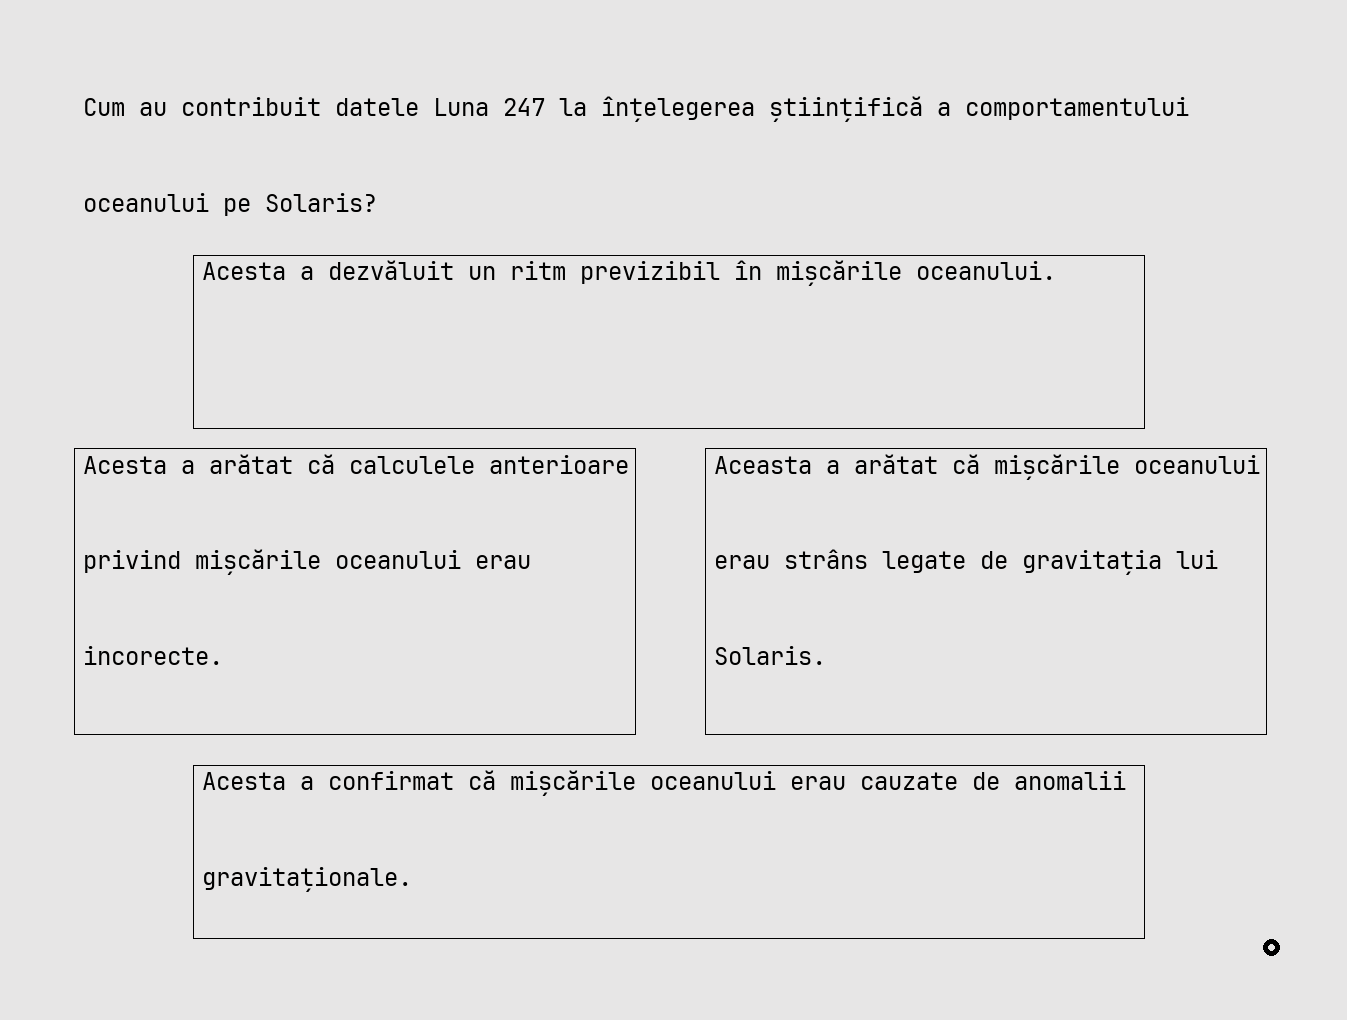 Cum au contribuit datele Luna 247 la înțelegerea științifică a comportamentului
oceanului pe Solaris?
Acesta a dezvăluit un ritm previzibil în mișcările oceanului.
Acesta a arătat că calculele anterioare
privind mișcările oceanului erau
incorecte.
Aceasta a arătat că mișcările oceanului
erau strâns legate de gravitația lui
Solaris.
Acesta a confirmat că mișcările oceanului erau cauzate de anomalii
gravitaționale.